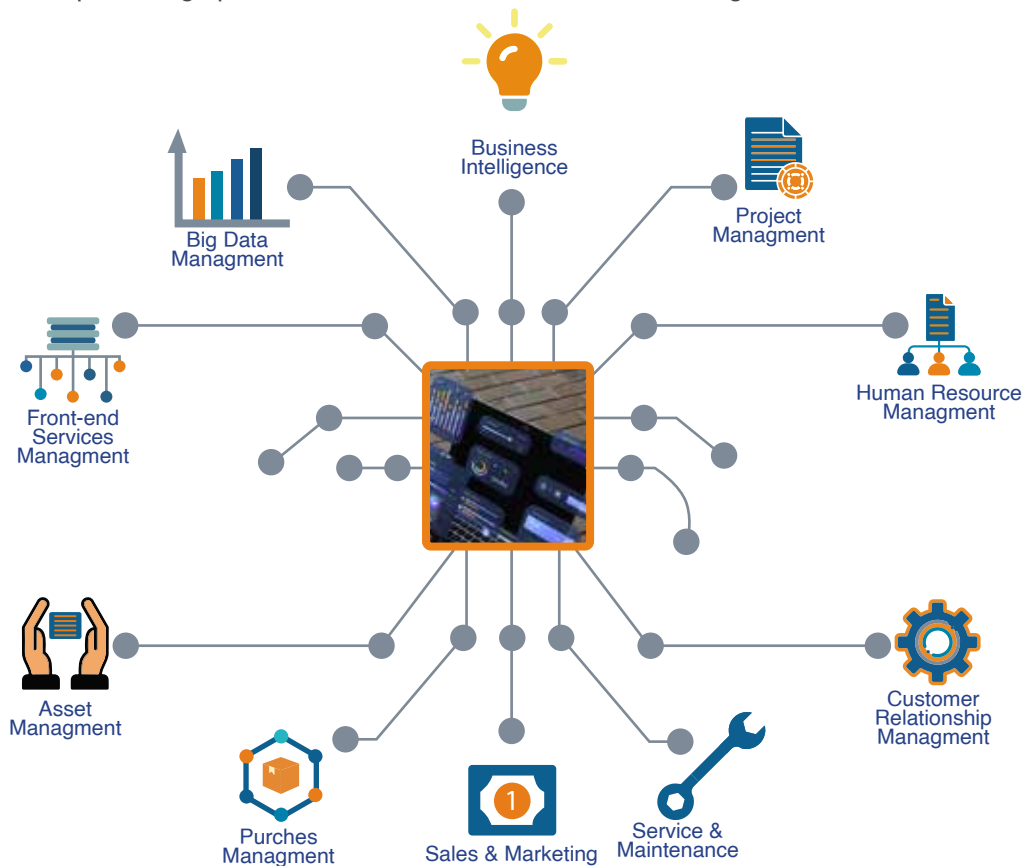 Business
Intelligence
Project
Managment
Big Data
Managment
Human Resource
Managment
Front-end
Services
Managment
Asset
Managment
Customer
Relationship
Managment
Purches
Managment
1
Sales & Marketing
Service &
Maintenance